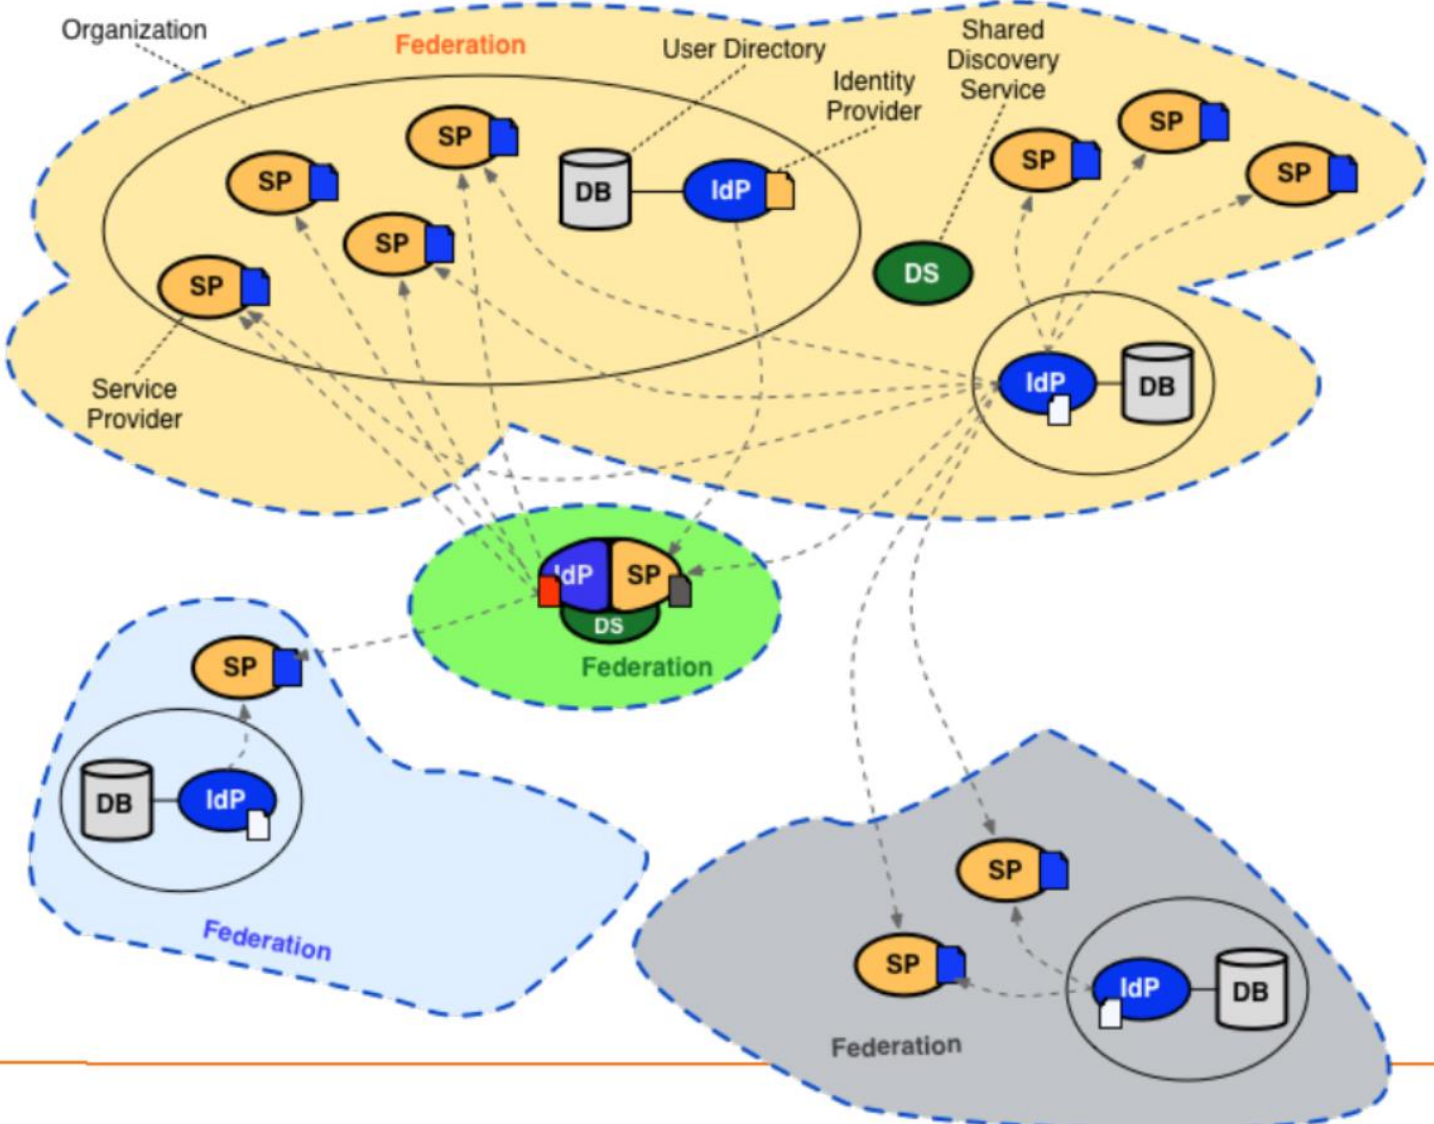 Organization
Federation
User Directory
Shared
Discovery
Service
Identity
Provider
SP
SP
SP
SP
DB
IdP
SP
SP
SP
DS
Service
Provider
IdP
DB
IdP
SP
DS
Federation
SP
DB
IdP
Federation
SP
SP
IdP
DB
Federation